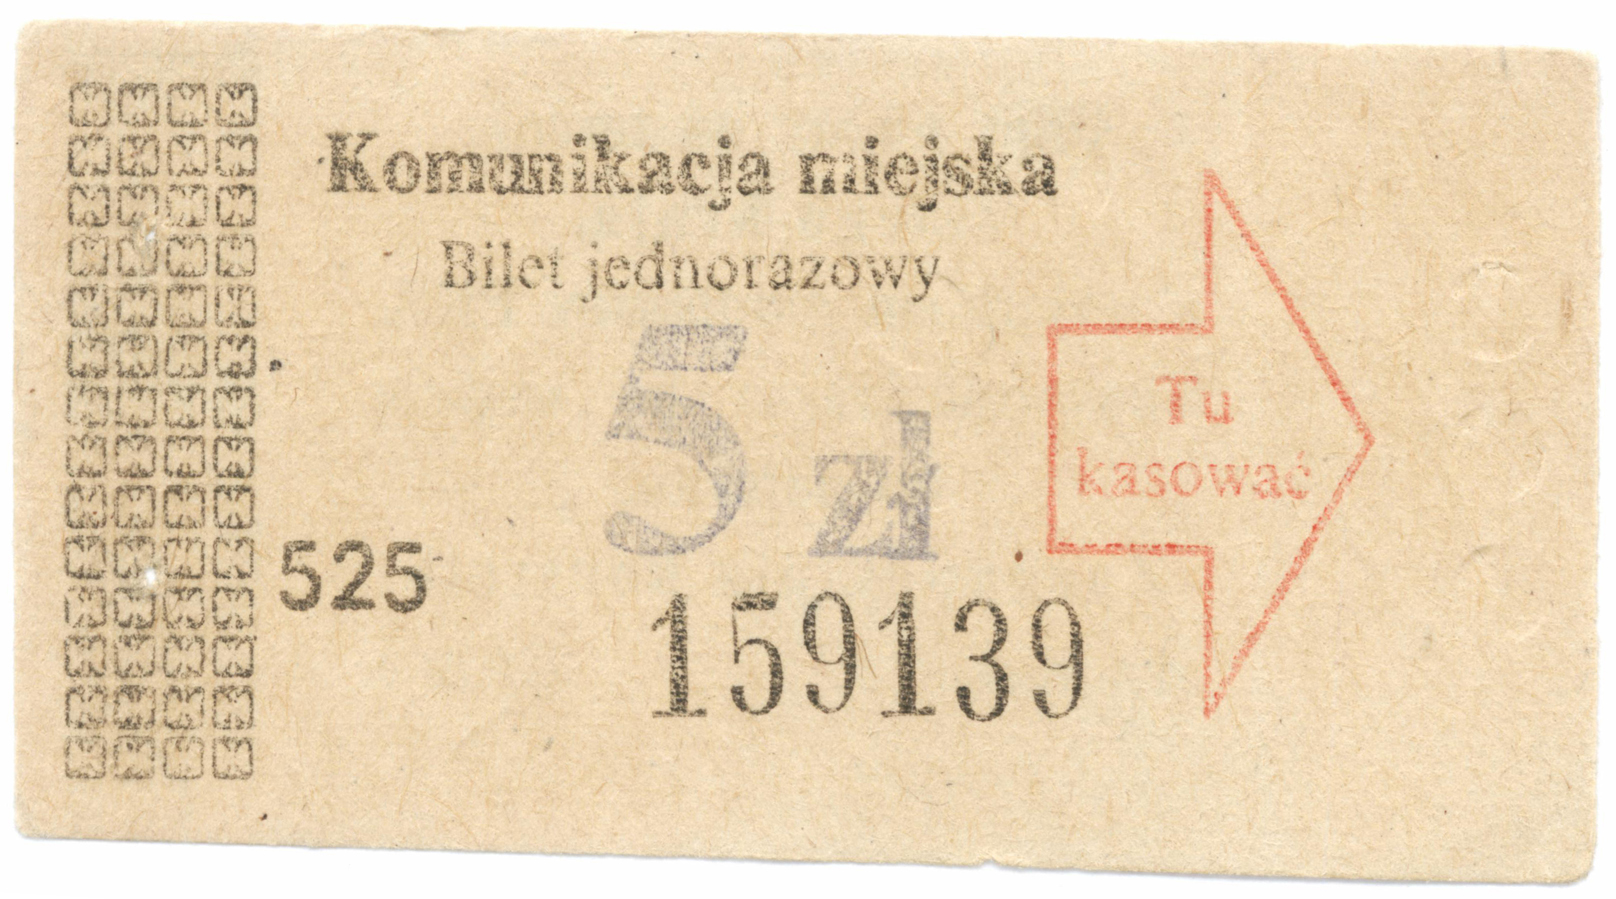 Komunikacja miejska
Bilet jednorazowy
5 zł
Tu
kasować
525
159139